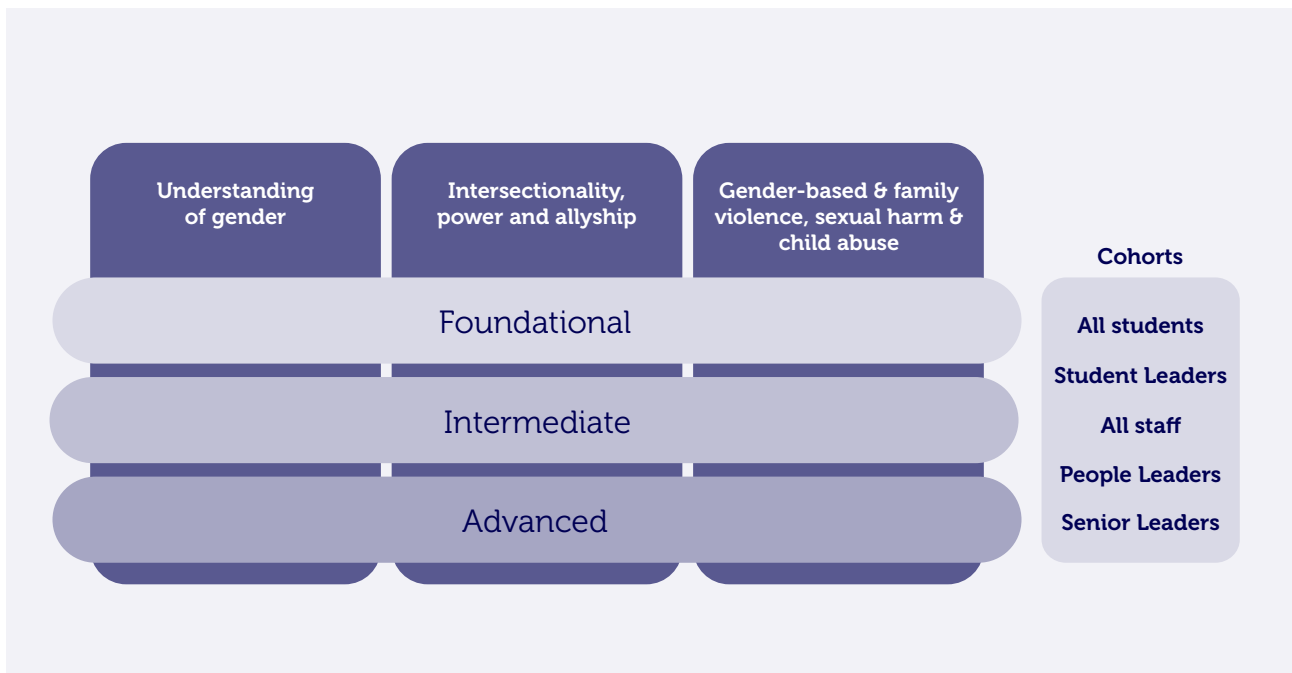 Understanding
of gender
Intersectionality,
power and allyship
Gender-based & family
violence, sexual harm &
child abuse
Foundational
Intermediate
Advanced
Cohorts
All students
Student Leaders
All staff
People Leaders
Senior Leaders